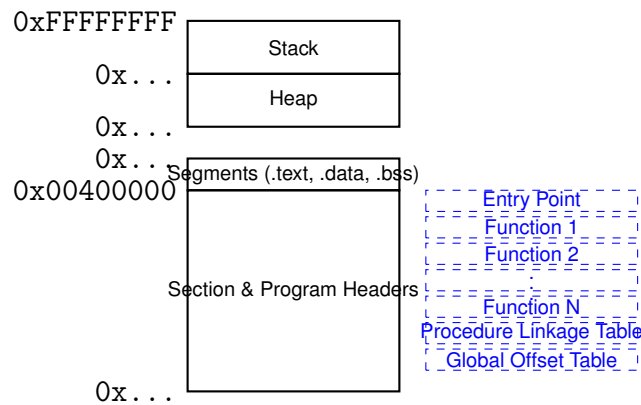 0xFFFFFFFF
Stack
0x...
Heap
0x...
0x...
Segments (.text, .data, .bss)
0x00400000
Entry Point
Function 1
Function 2
:
Section & Program Headers
Function N
Procedure Linkage Table
Global Offset Table
0x...